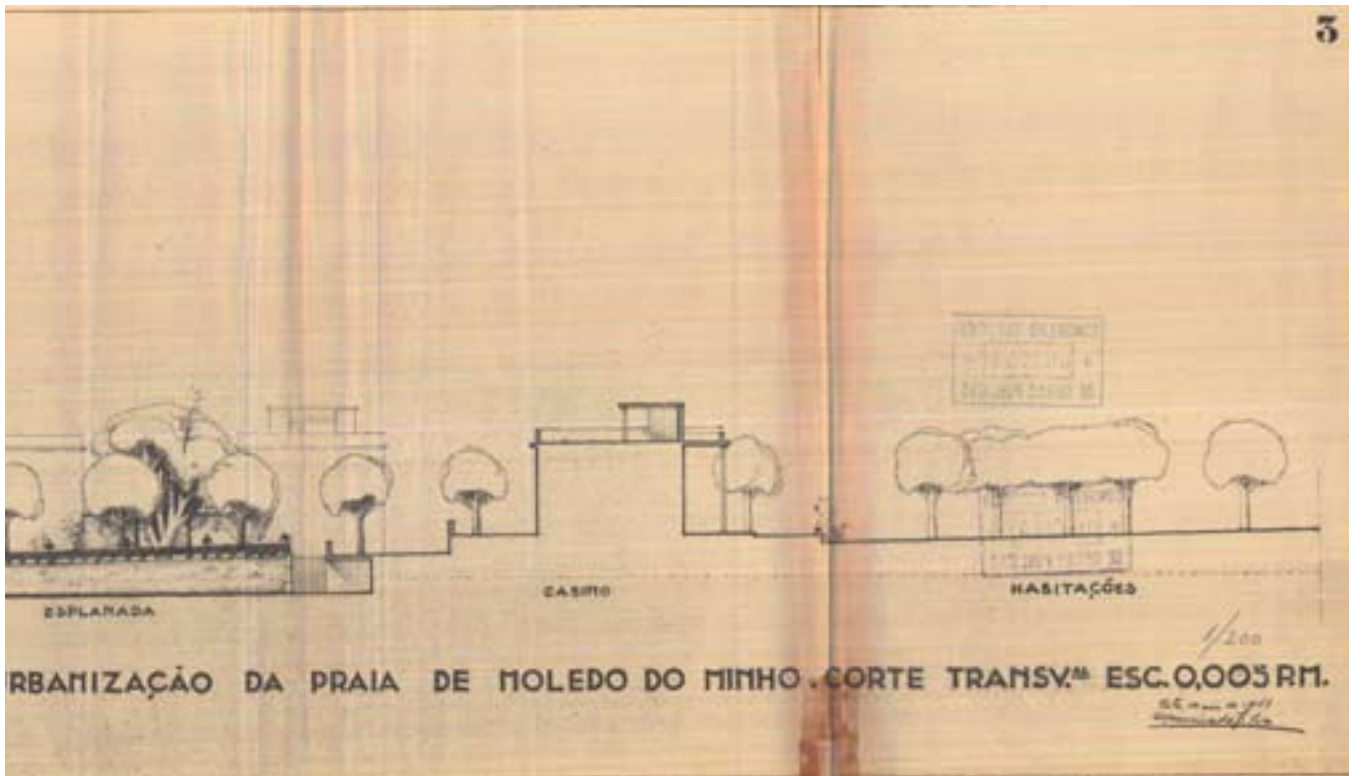 3
ESPLANADA
CASINO
HABITAÇÕES
1/200
RBANIZAÇÃO DA PRAIA DE MOLEDO DO MINHO. CORTE TRANSV.AL ESC. 0,005 P.M.